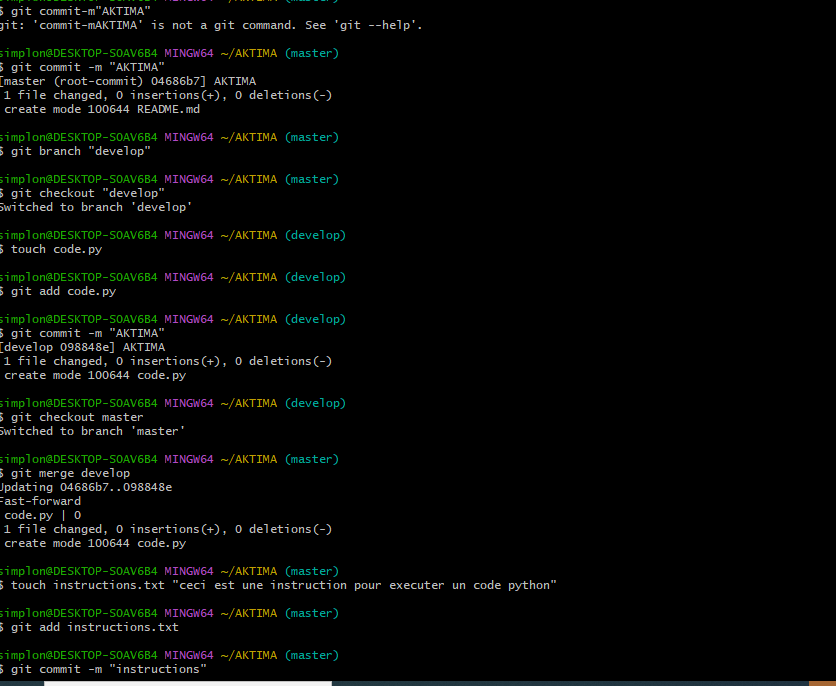 $ git commit-m"AKTIMA"
git: 'commit-mAKTIMA' is not a git command. See 'git --help'.
simplon@DESKTOP-SOAV6B4 MINGW64 ~/AKTIMA (master)
$ git commit -m "AKTIMA"
[master (root-commit) 04686b7] AKTIMA
1 file changed, 0 insertions(+), 0 deletions(-)
create mode 100644 README.md
simplon@DESKTOP-SOAV6B4 MINGW64 ~/AKTIMA (master)
$ git branch "develop"
simplon@DESKTOP-SOAV6B4 MINGW64 ~/AKTIMA (master)
$ git checkout "develop"
Switched to branch 'develop'
simplon@DESKTOP-SOAV6B4 MINGW64 ~/AKTIMA (develop)
$ touch code.py
simplon@DESKTOP-SOAV6B4 MINGW64 ~/AKTIMA (develop)
$ git add code.py
simplon@DESKTOP-SOAV6B4 MINGW64 ~/AKTIMA (develop)
$ git commit -m "AKTIMA"
[develop 098848e] AKTIMA
1 file changed, 0 insertions(+), 0 deletions(-)
create mode 100644 code.py
simplon@DESKTOP-SOAV6B4 MINGW64 ~/AKTIMA (develop)
$ git checkout master
Switched to branch 'master'
simplon@DESKTOP-SOAV6B4 MINGW64 ~/AKTIMA (master)
$ git merge develop
Updating 04686b7..098848e
Fast-forward
code.py | 0
1 file changed, 0 insertions(+), 0 deletions(-)
create mode 100644 code.py
simplon@DESKTOP-SOAV6B4 MINGW64 ~/AKTIMA (master)
$ touch instructions.txt "ceci est une instruction pour executer un code python"
simplon@DESKTOP-SOAV6B4 MINGW64 ~/AKTIMA (master)
$ git add instructions.txt
simplon@DESKTOP-SOAV6B4 MINGW64 ~/AKTIMA (master)
$ git commit -m "instructions"